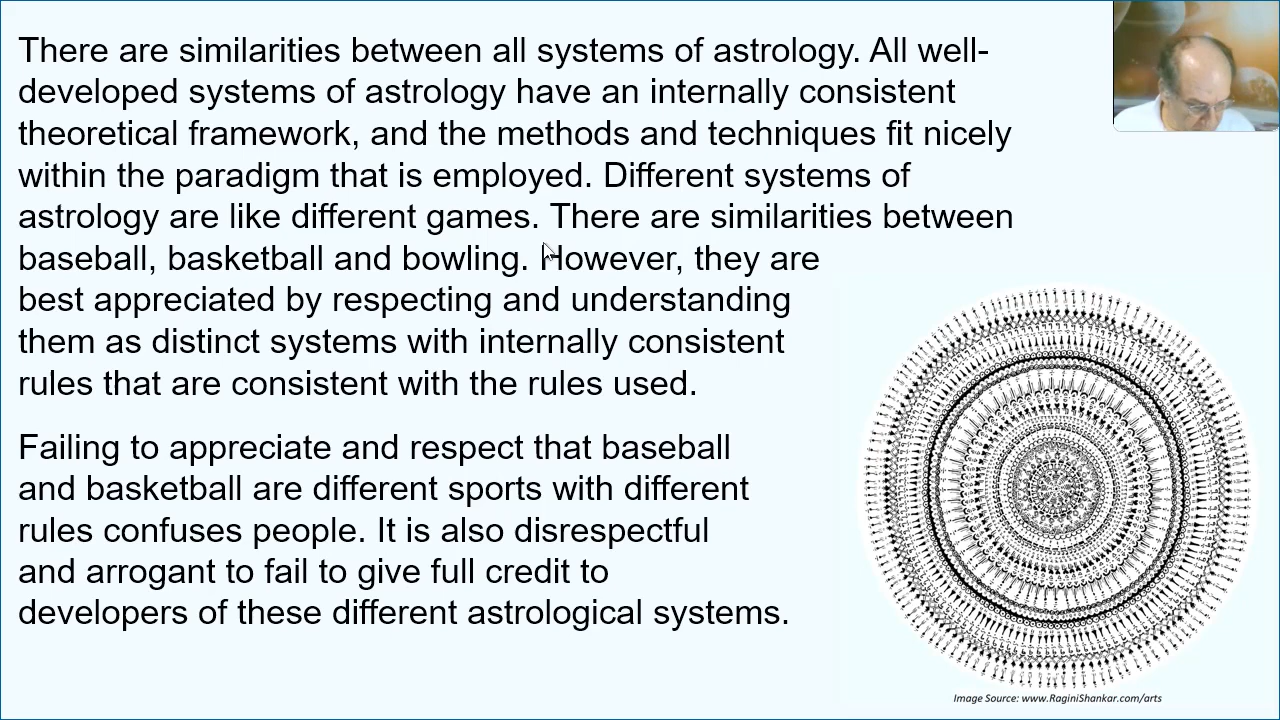 There are similarities between all systems of astrology. All well-
developed systems of astrology have an internally consistent
theoretical framework, and the methods and techniques fit nicely
within the paradigm that is employed. Different systems of
astrology are like different games. There are similarities between
baseball, basketball and bowling. However, they are
best appreciated by respecting and understanding
them as distinct systems with internally consistent
rules that are consistent with the rules used.
Failing to appreciate and respect that baseball
and basketball are different sports with different
rules confuses people. It is also disrespectful
and arrogant to fail to give full credit to
developers of these different astrological systems.
Image Source: www.RaginiShankar.com/arts